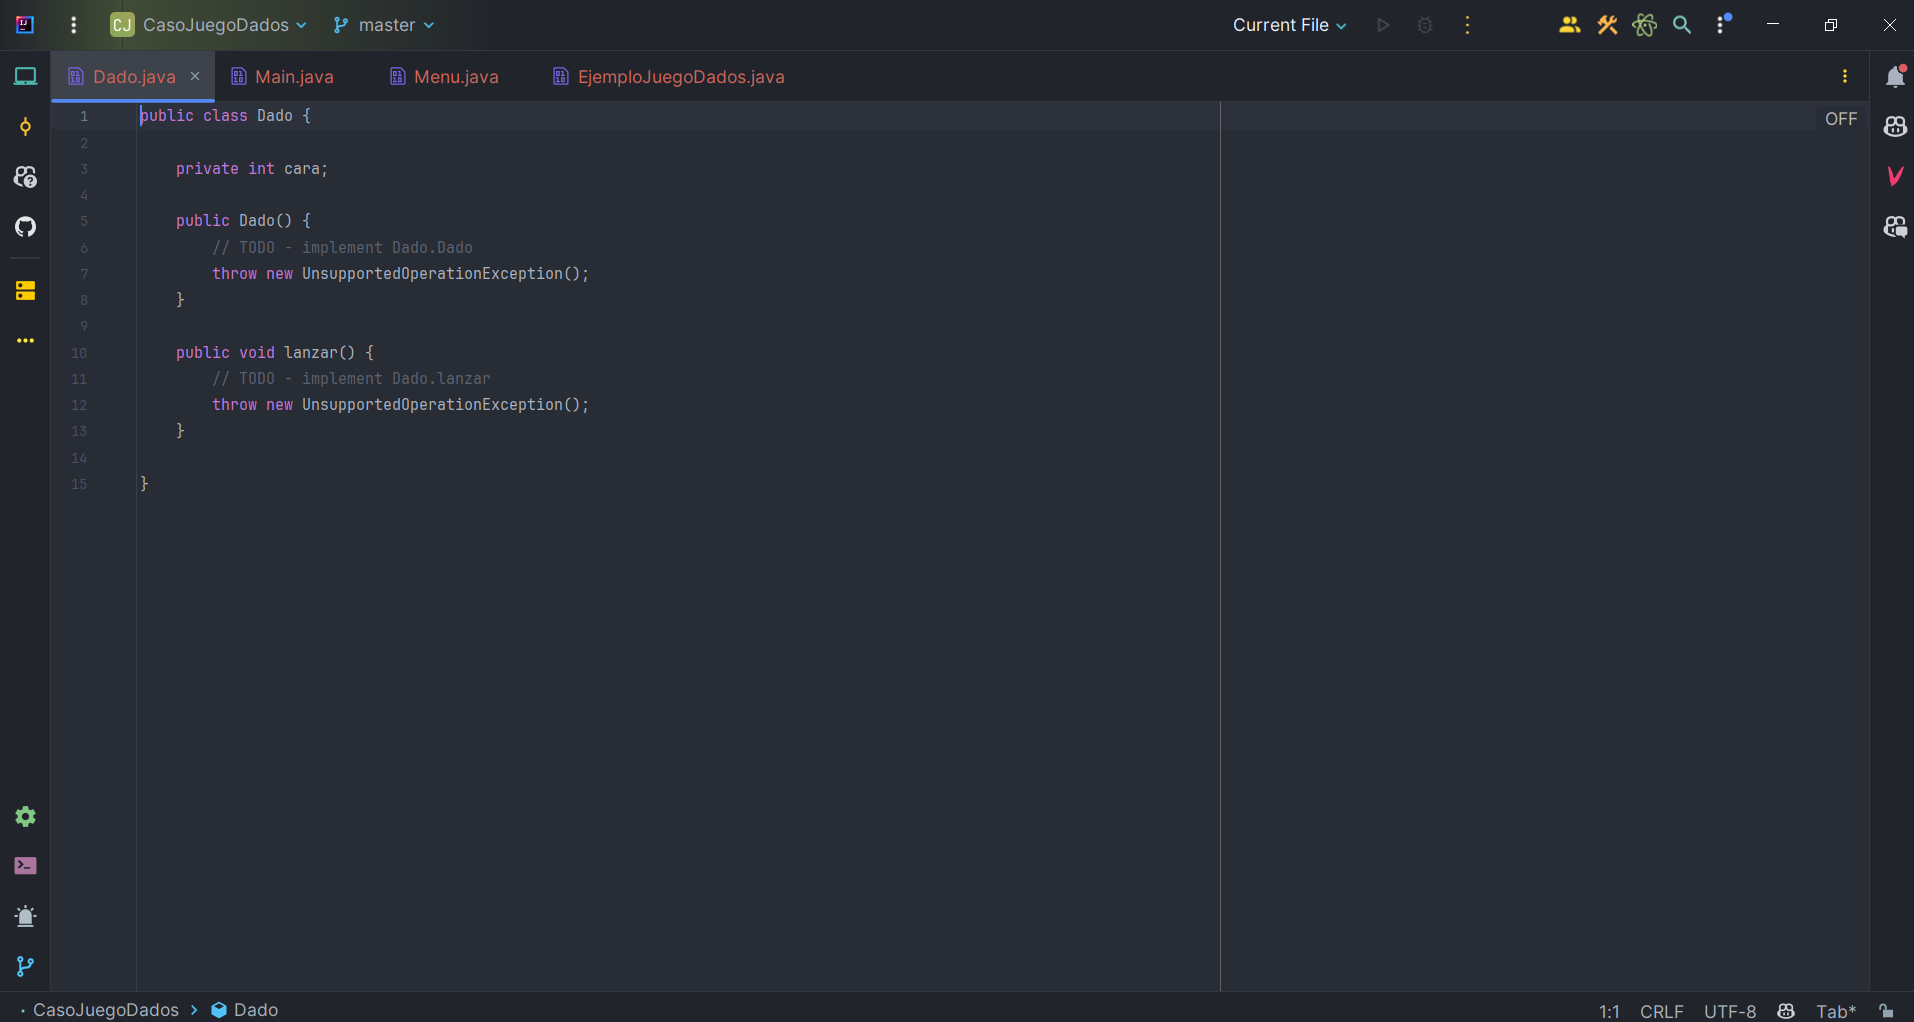 CJ CasoJuegoDados master Current File
Dado.java Main.java Menu.java EjemploJuegoDados.java
OFF
1 public class Dado {
2
3 private int cara;
4
5 public Dado() {
6 // TODO - implement Dado.Dado
7 throw new UnsupportedOperationException();
8 }
9
10 public void lanzar() {
11 // TODO - implement Dado.lanzar
12 throw new UnsupportedOperationException();
13 }
14
15 }
CasoJuegoDados > Dado 1:1 CRLF UTF-8 Tab*